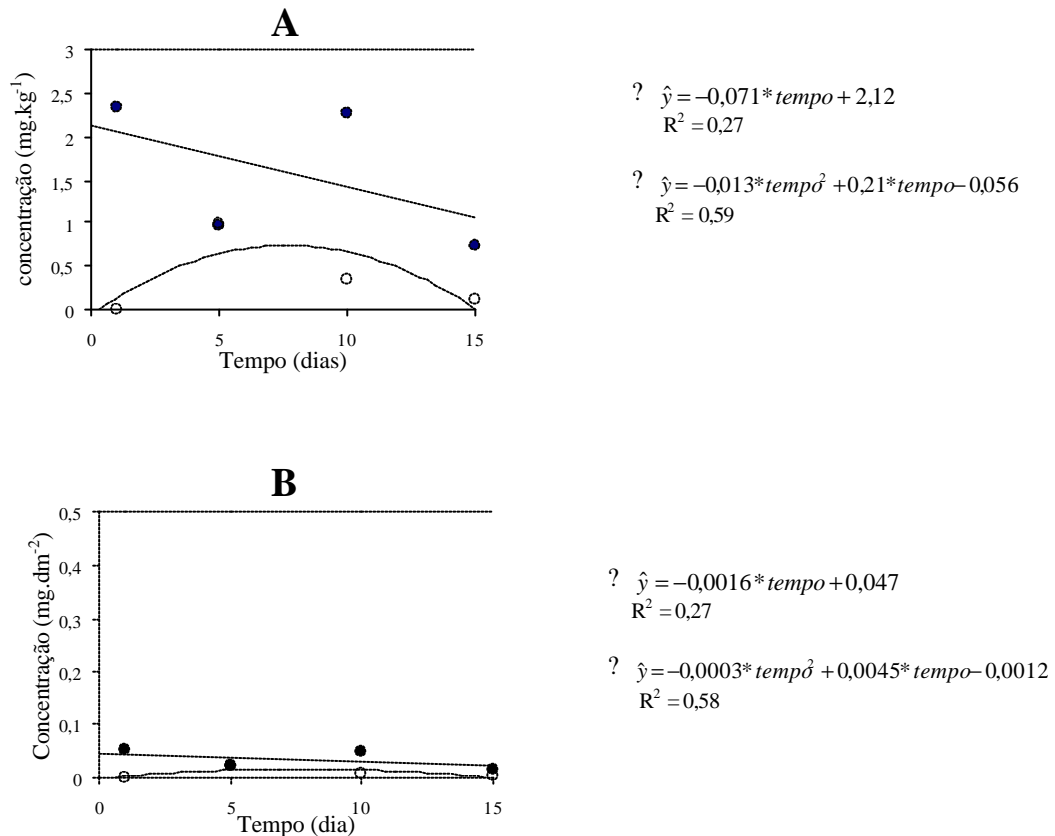 A
3
2,5
2
1,5
1
0,5
0
concentração (mg.kg⁻¹)
0 5 10 15
Tempo (dias)
? ŷ = −0,071* tempo + 2,12
R² = 0,27
? ŷ = −0,013* tempo² + 0,21* tempo − 0,056
R² = 0,59
B
0,5
0,4
0,3
0,2
0,1
0
Concentração (mg.dm⁻²)
0 5 10 15
Tempo (dia)
? ŷ = −0,0016* tempo + 0,047
R² = 0,27
? ŷ = −0,0003* tempo² + 0,0045* tempo − 0,0012
R² = 0,58